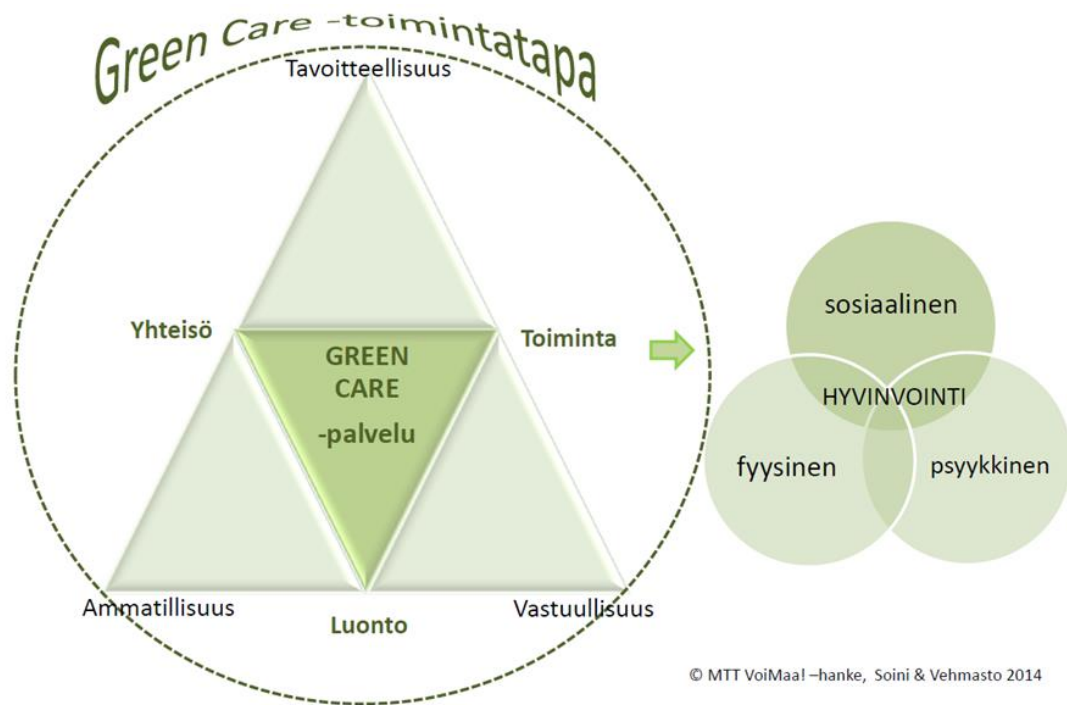 Green Care -toimintatapa
Tavoitteellisuus
Yhteisö
Toiminta
GREEN
CARE
-palvelu
Ammatillisuus
Luonto
Vastuullisuus
sosiaalinen
HYVINVOINTI
fyysinen
psyykkinen
© MTT VoiMaa! –hanke, Soini & Vehmasto 2014